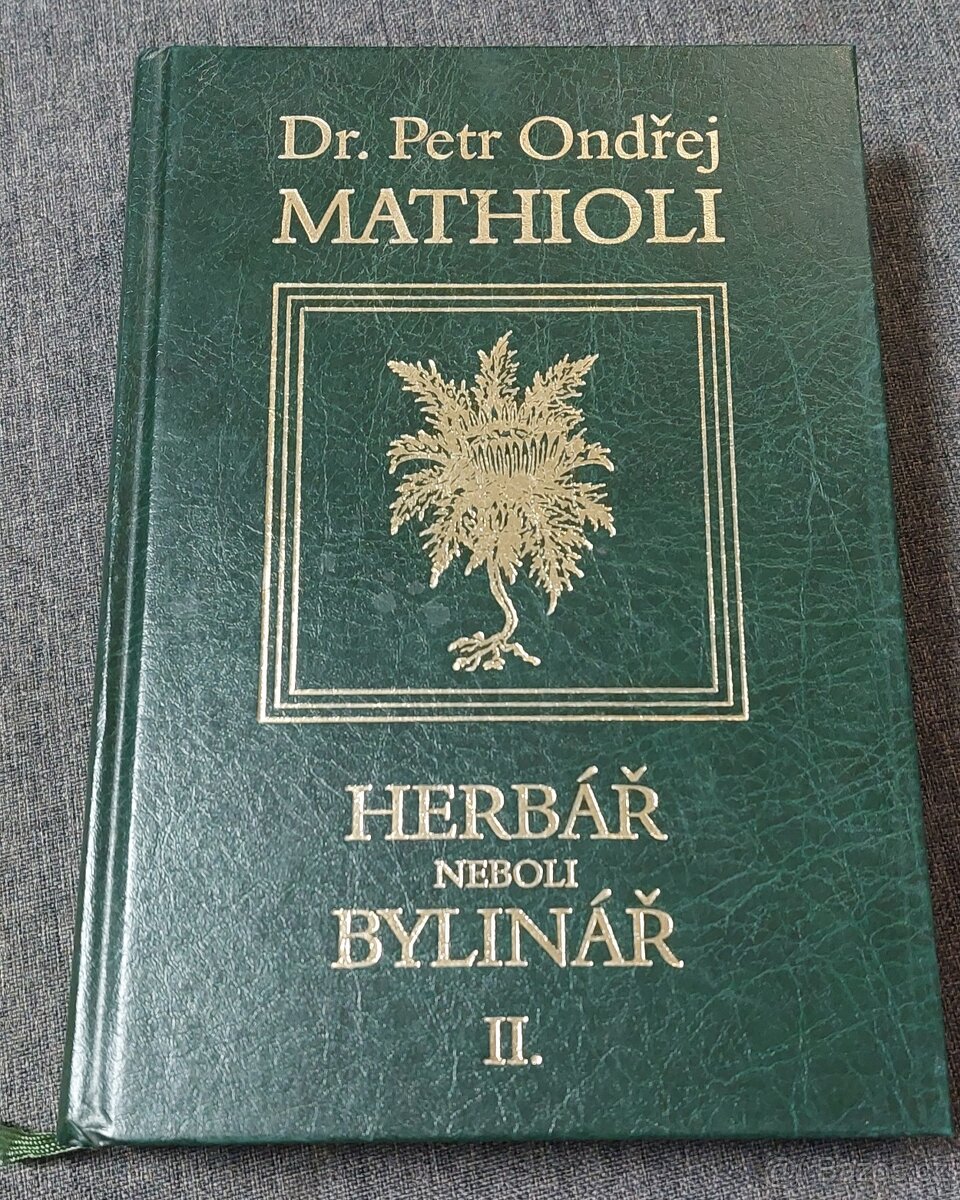 Dr. Petr Ondřej
MATHIOLI
HERBÁŘ
NEBOLI
BYLINÁŘ
II.